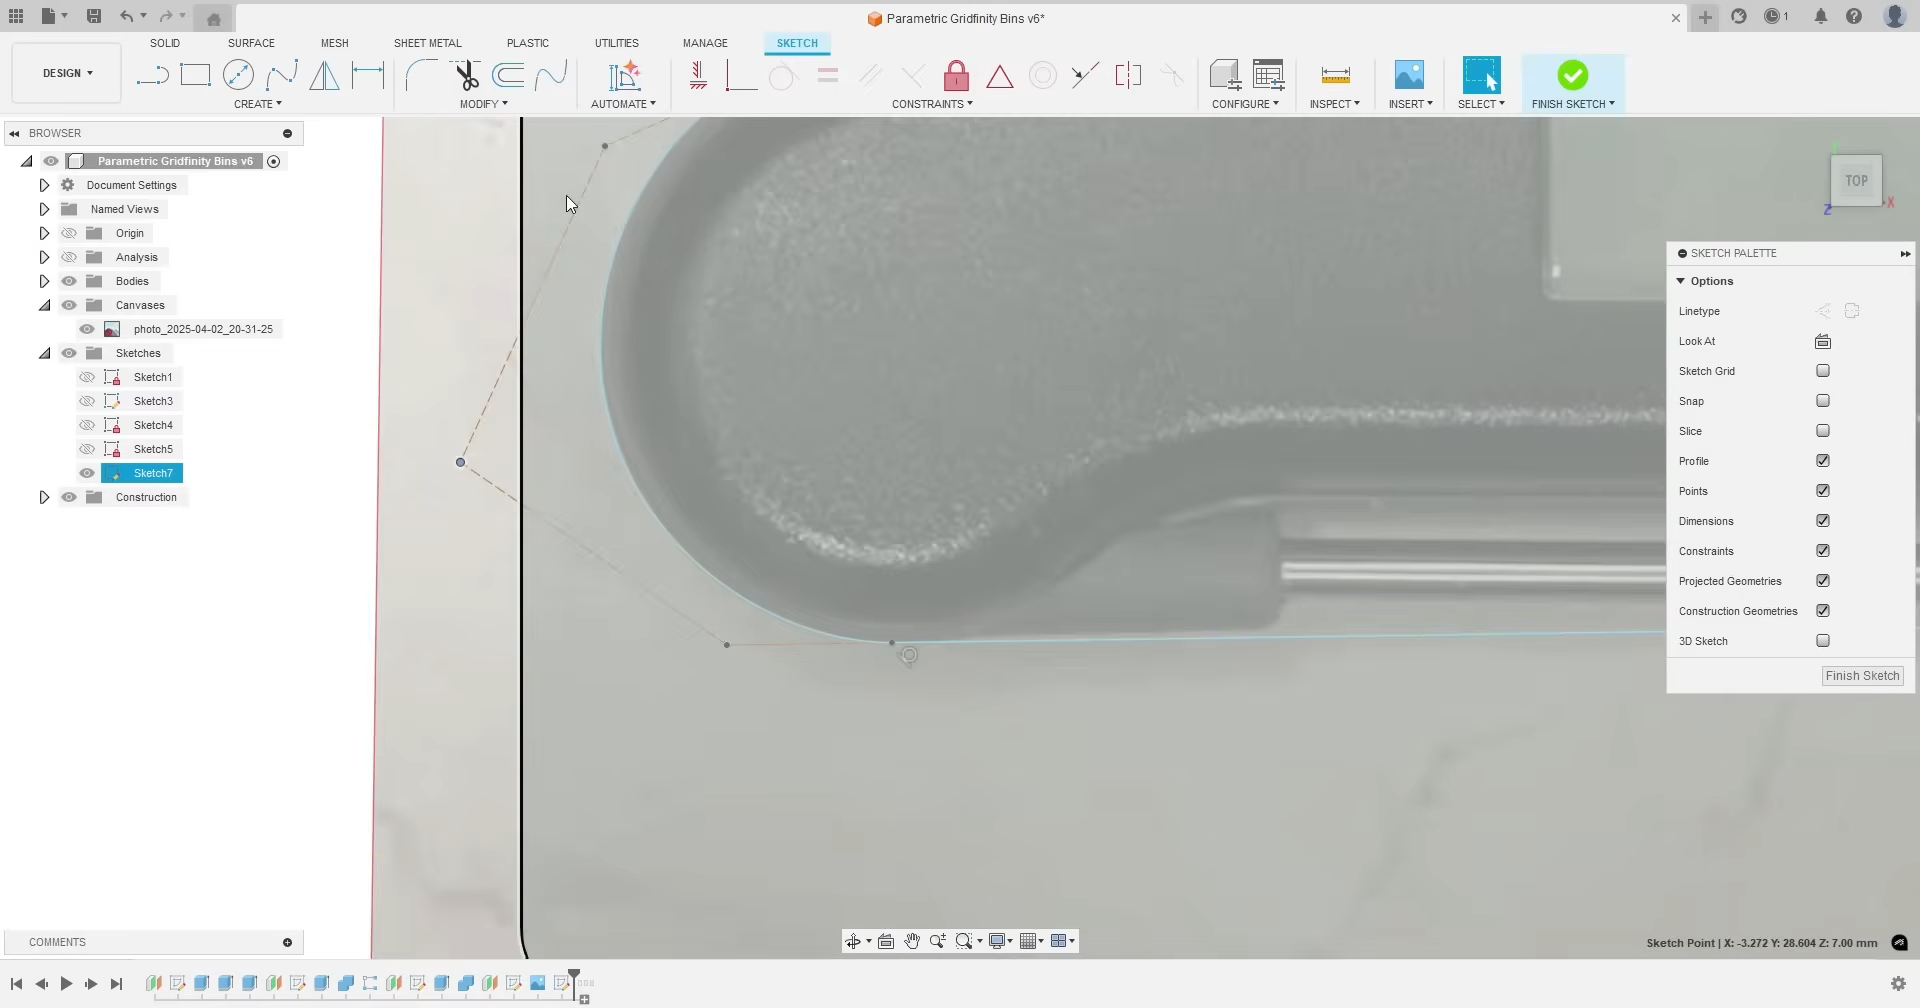 Parametric Gridfinity Bins v6*
1
DESIGN
SOLID
SURFACE
MESH
SHEET METAL
PLASTIC
UTILITIES
MANAGE
SKETCH
CREATE
MODIFY
AUTOMATE
CONSTRAINTS
CONFIGURE
INSPECT
INSERT
SELECT
FINISH SKETCH
BROWSER
Parametric Gridfinity Bins v6
Document Settings
Named Views
Origin
Analysis
Bodies
Canvases
photo_2025-04-02_20-31-25
Sketches
Sketch1
Sketch3
Sketch4
Sketch5
Sketch7
Construction
TOP
X
Z
SKETCH PALETTE
Options
Linetype
Look At
Sketch Grid
Snap
Slice
Profile
Points
Dimensions
Constraints
Projected Geometries
Construction Geometries
3D Sketch
Finish Sketch
COMMENTS
Sketch Point | X: -3.272 Y: 28.604 Z: 7.00 mm